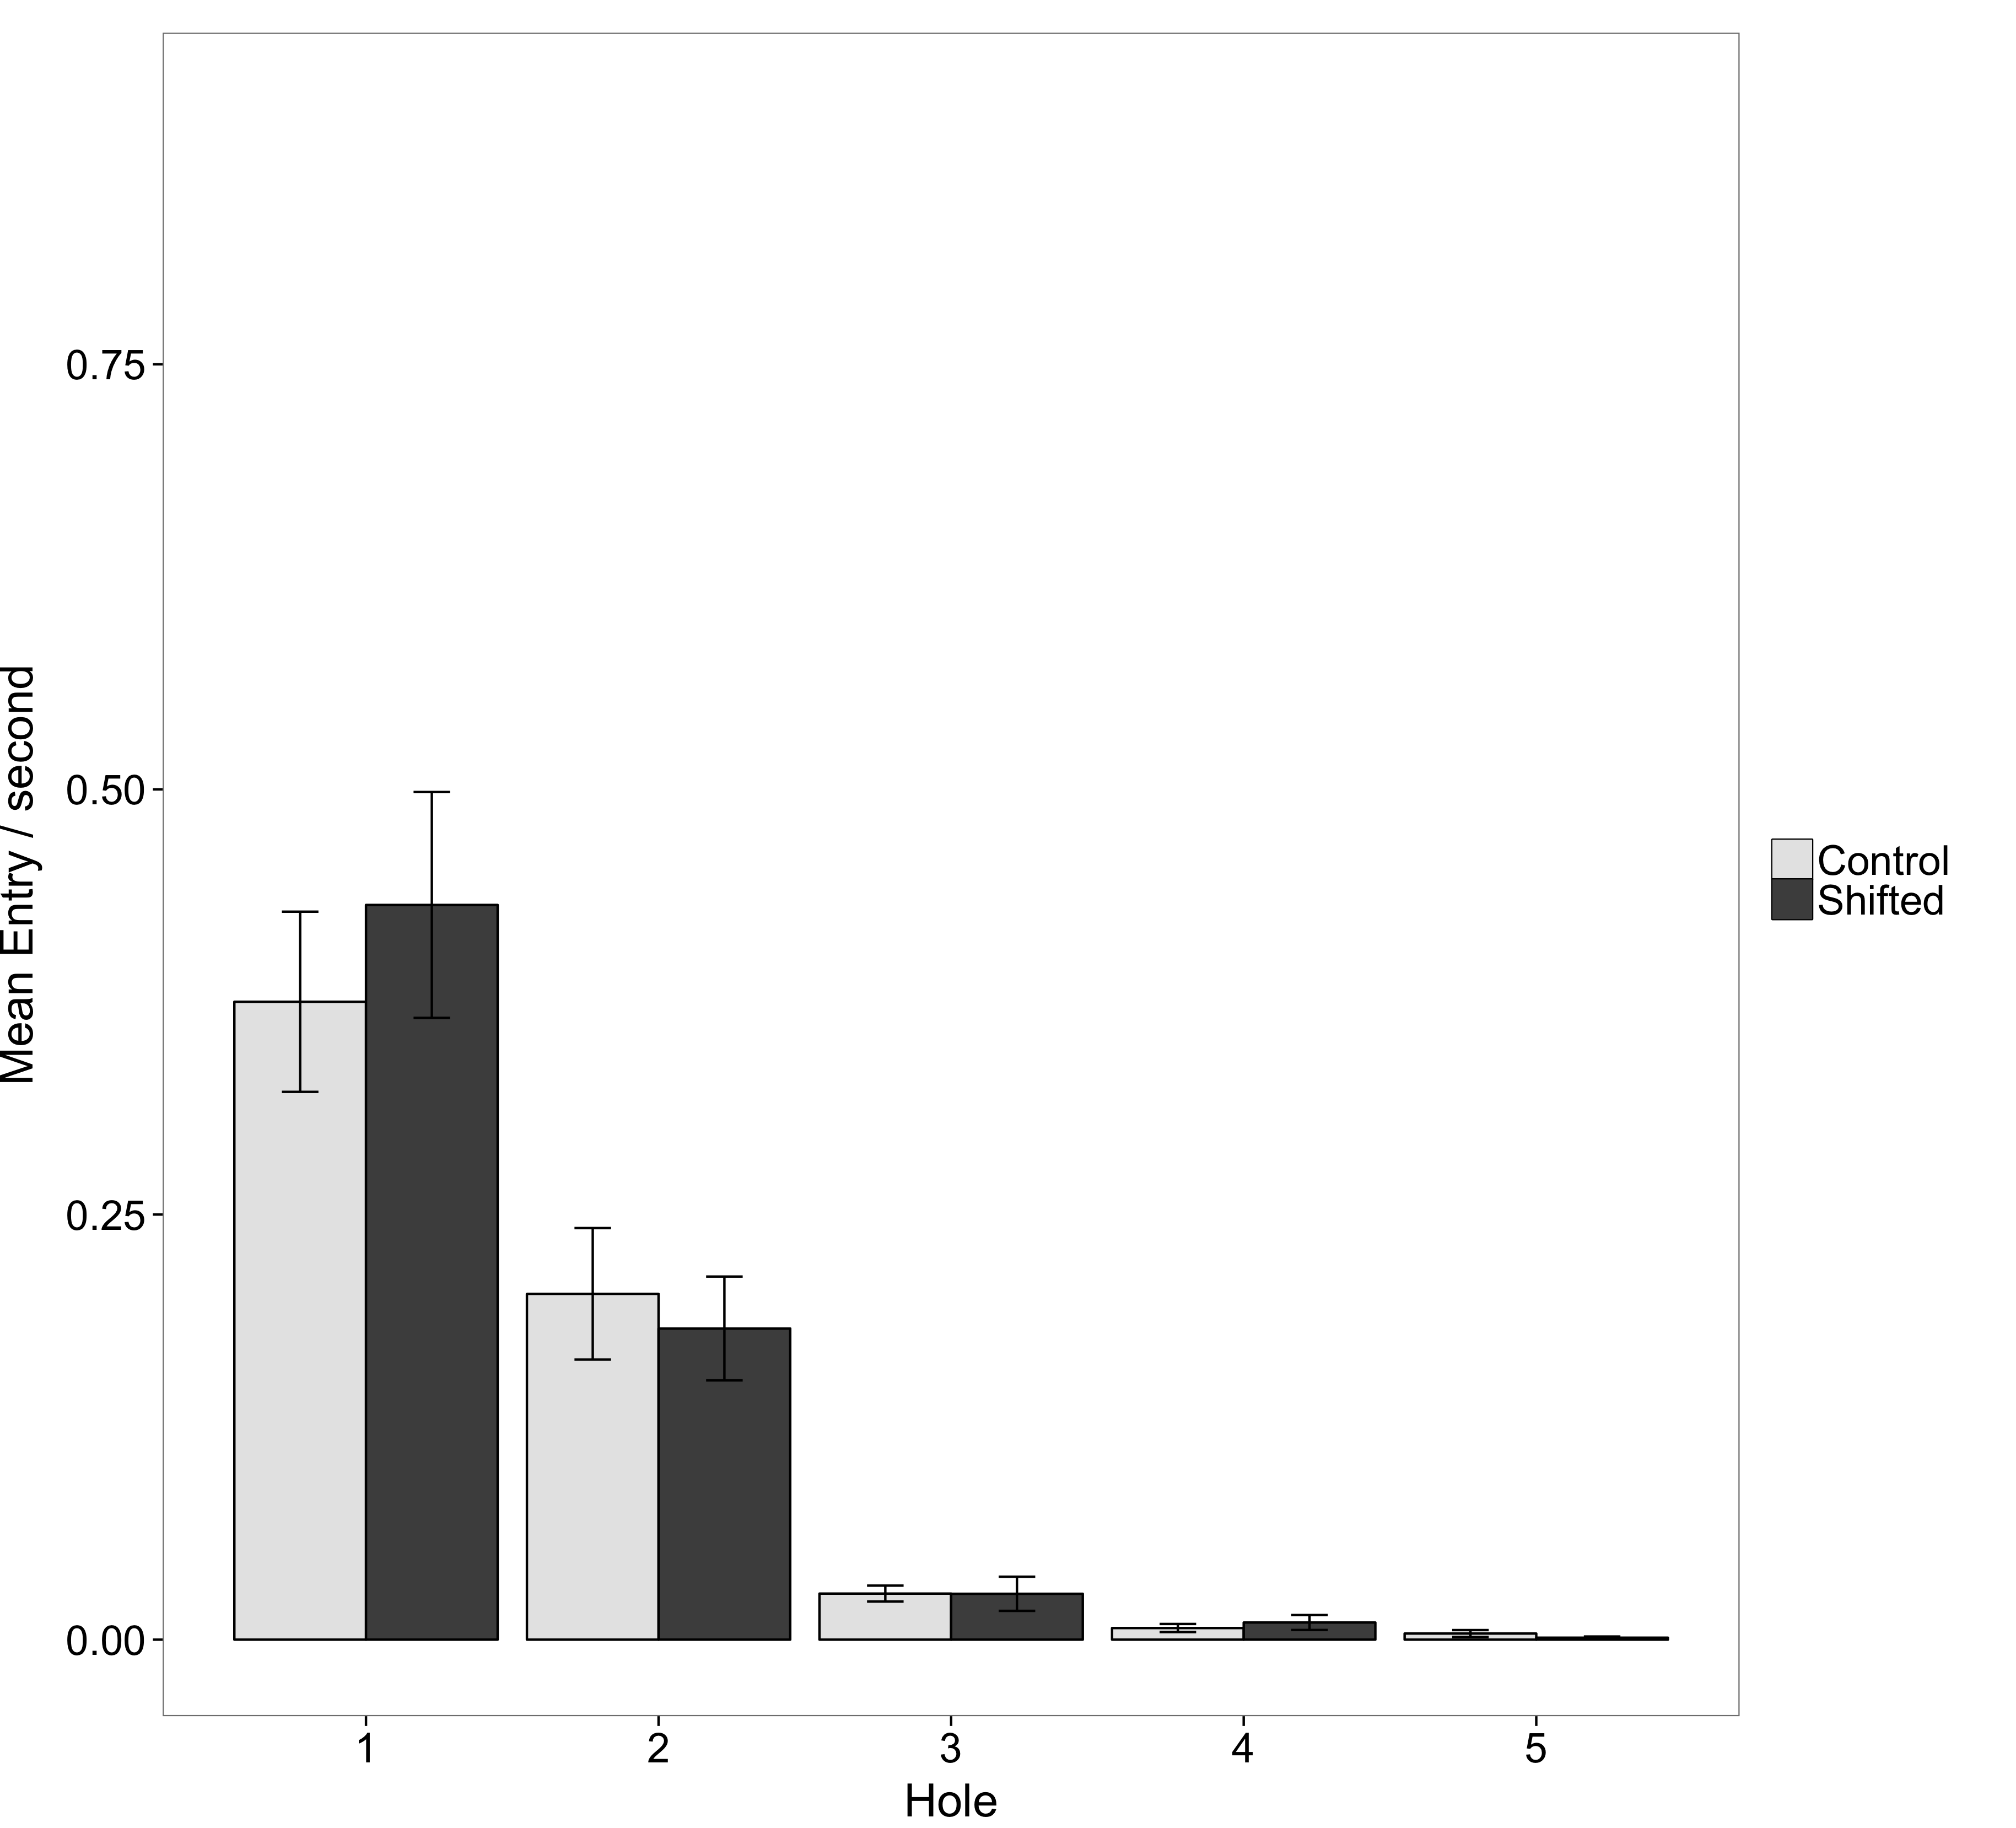 Mean Entry / second
0.75
0.50
0.25
0.00
1 2 3 4 5
Hole
Control
Shifted